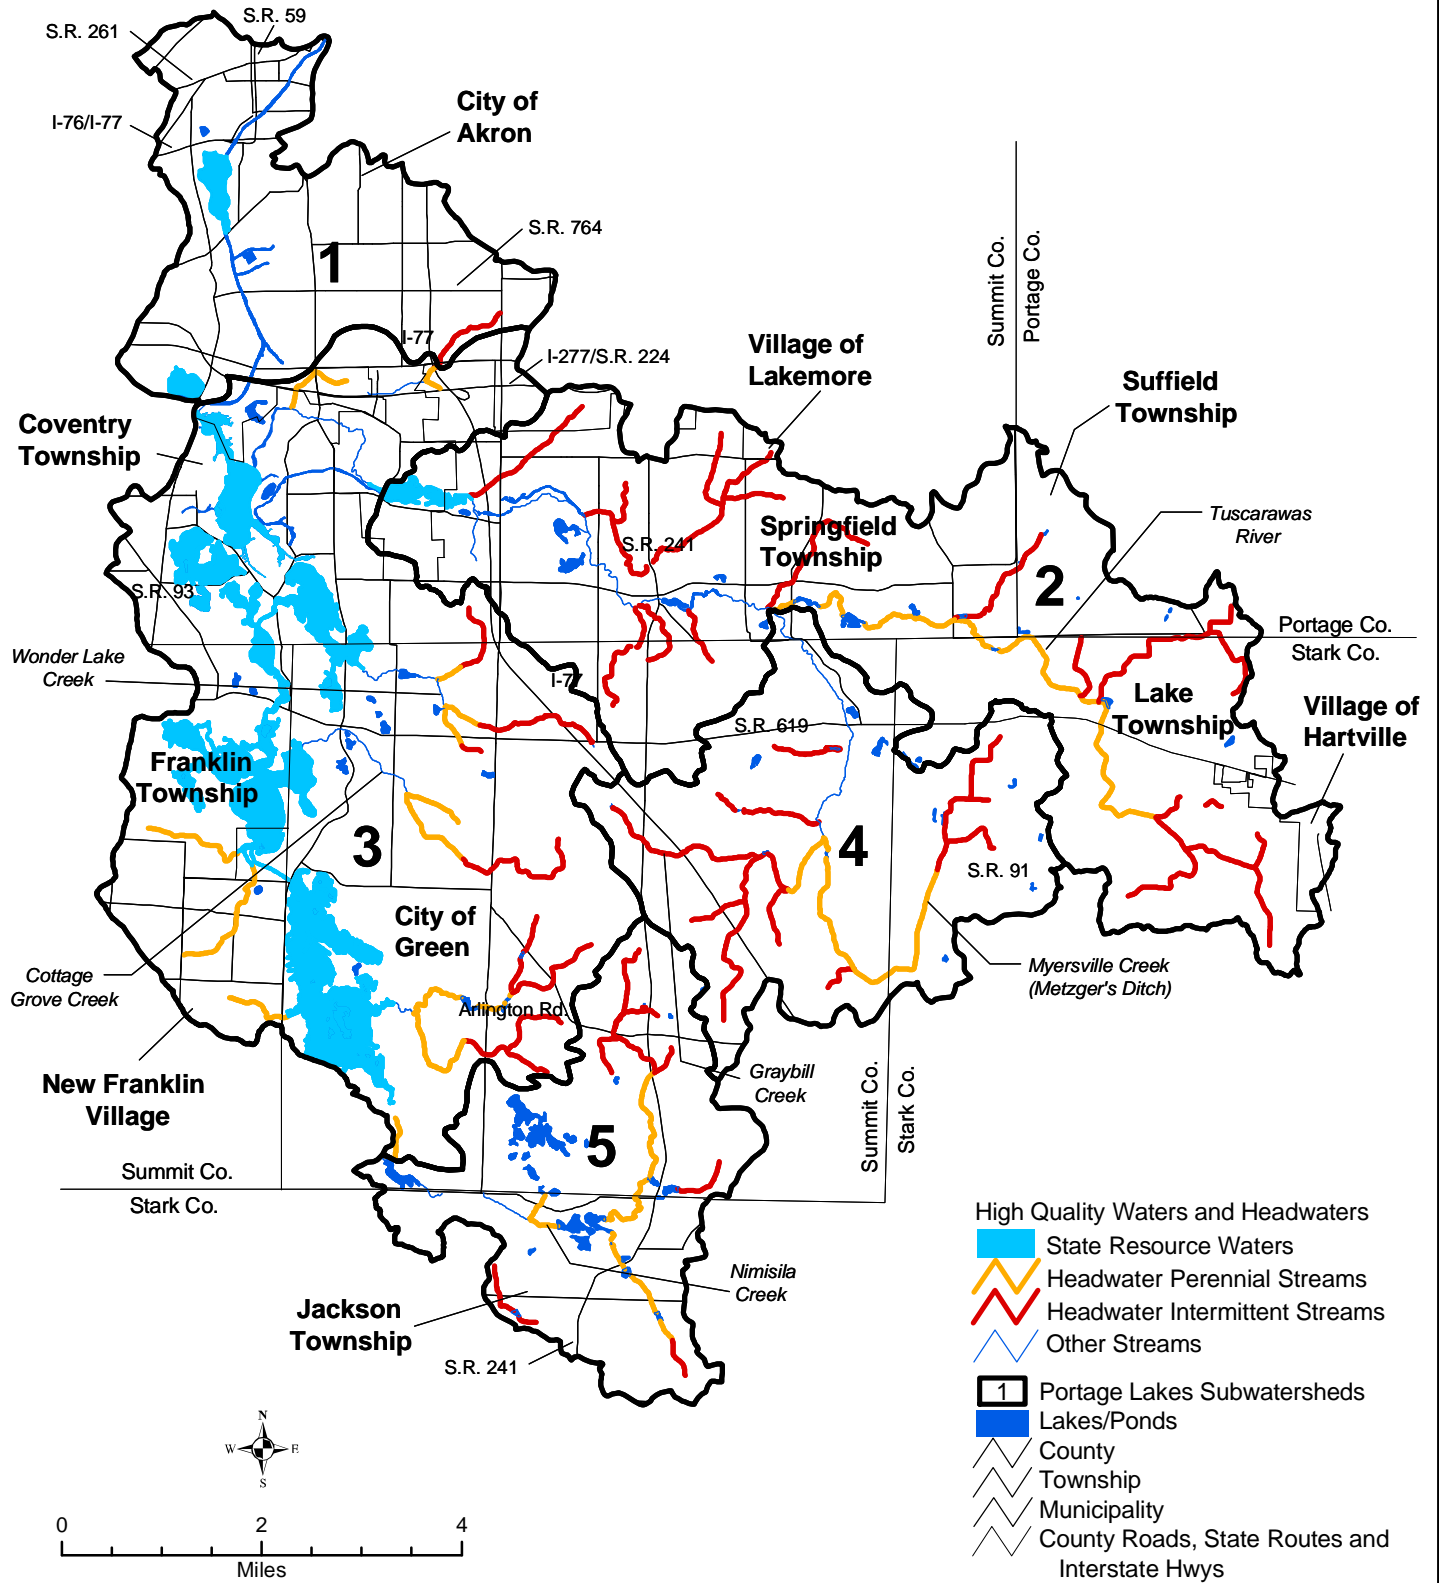 S.R. 59
S.R. 261
City of
Akron
I-76/I-77
S.R. 764
1
Summit Co.
Portage Co.
I-77
I-277/S.R. 224
Village of
Lakemore
Suffield
Township
Coventry
Township
Tuscarawas
River
Springfield
Township
S.R. 241
2
S.R. 93
Portage Co.
Stark Co.
Wonder Lake
Creek
I-77
Lake
Township
Village of
Hartville
S.R. 619
Franklin
Township
3
4
S.R. 91
City of
Green
Cottage
Grove Creek
Myersville Creek
(Metzger's Ditch)
Arlington Rd.
New Franklin
Village
Graybill
Creek
Summit Co.
Stark Co.
5
Summit Co.
Stark Co.
Nimisila
Creek
Jackson
Township
S.R. 241
High Quality Waters and Headwaters
State Resource Waters
Headwater Perennial Streams
Headwater Intermittent Streams
Other Streams
1 Portage Lakes Subwatersheds
Lakes/Ponds
County
Township
Municipality
County Roads, State Routes and
Interstate Hwys
N
W E
S
0 2 4
Miles